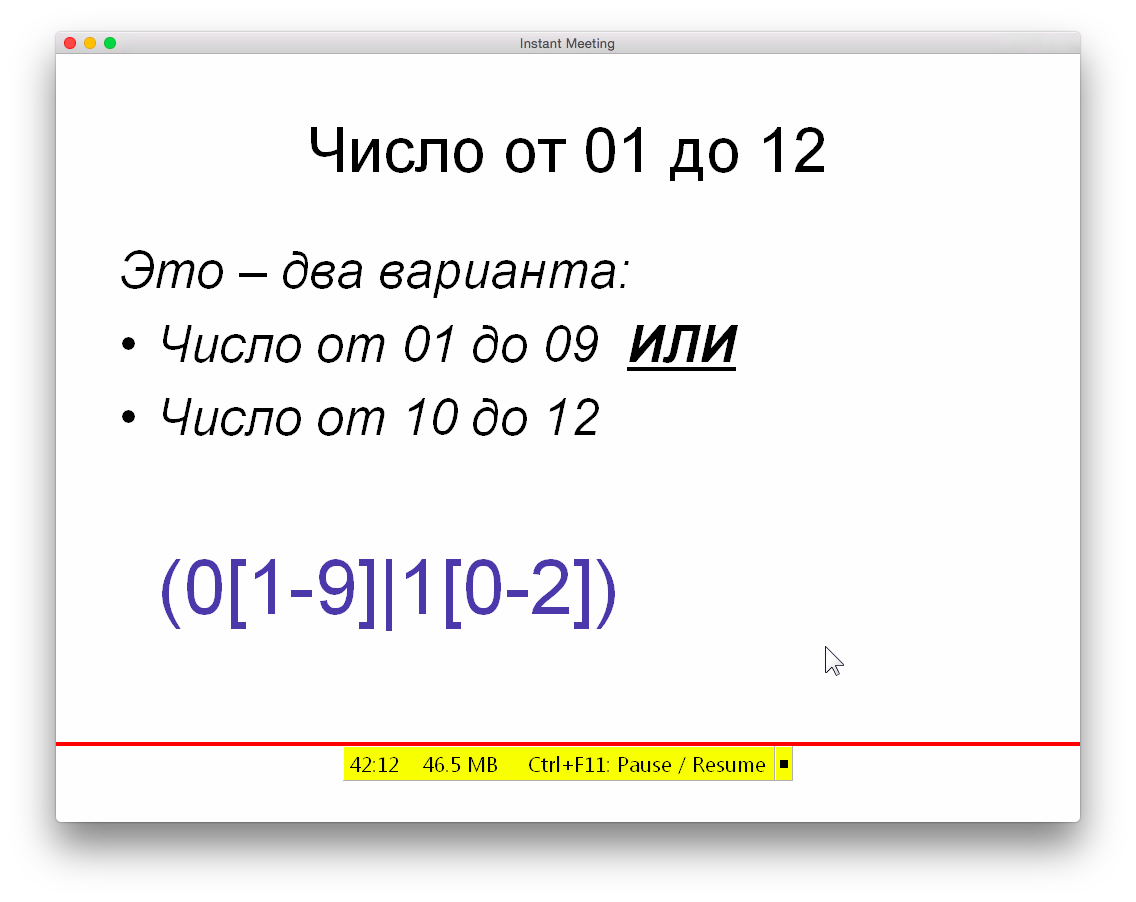 Instant Meeting
Число от 01 до 12
Это – два варианта:
• Число от 01 до 09 ИЛИ
• Число от 10 до 12
(0[1-9]|1[0-2])
42:12 46.5 MB Ctrl+F11: Pause / Resume